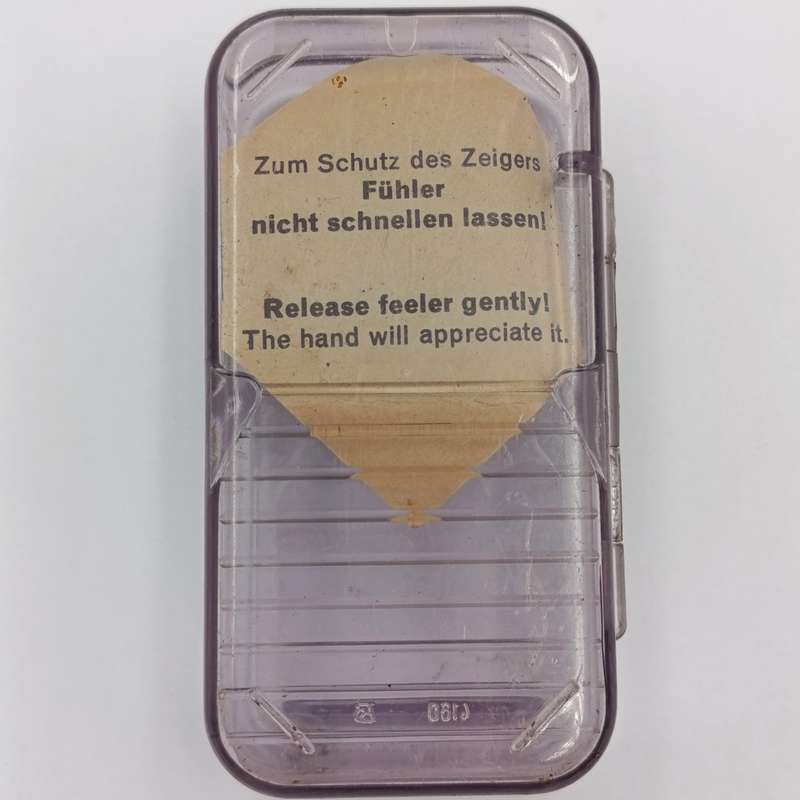 Zum Schutz des Zeigers
Fühler
nicht schnellen lassen!
Release feeler gently!
The hand will appreciate it.